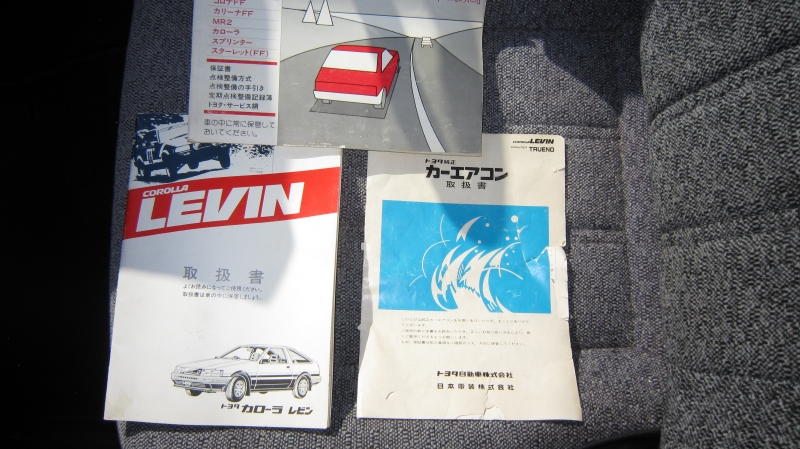 コロナFF
カリーナFF
MR2
カローラ
スプリンター
スターレット(FF)
保証書
点検整備方式
点検整備の手引き
定期点検整備記録簿
トヨタ・サービス網
車の中に常に保管して
おいてください。
COROLLA
LEVIN
取扱書
よくお読みになってご使用ください。
取扱書は車の中に保管しましょう。
トヨタ カローラ レビン
COROLLA LEVIN
SPRINTER TRUENO
トヨタ純正
カーエアコン
取扱書
トヨタ自動車株式会社
日本電装株式会社